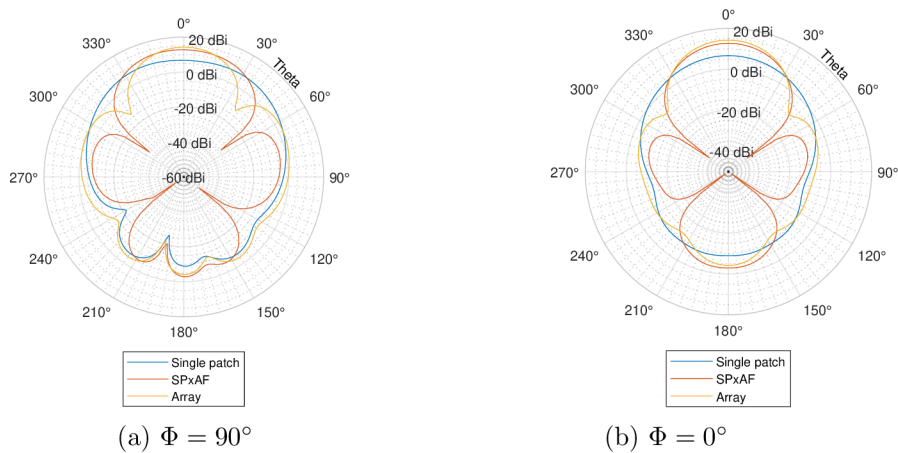 0°
330°
20 dBi
30°
Theta
300°
0 dBi
60°
-20 dBi
-40 dBi
270°
-60 dBi
90°
240°
120°
210°
150°
180°
Single patch
SPxAF
Array
(a) Φ = 90°
0°
330°
20 dBi
30°
Theta
300°
0 dBi
60°
-20 dBi
-40 dBi
270°
90°
240°
120°
210°
150°
180°
Single patch
SPxAF
Array
(b) Φ = 0°